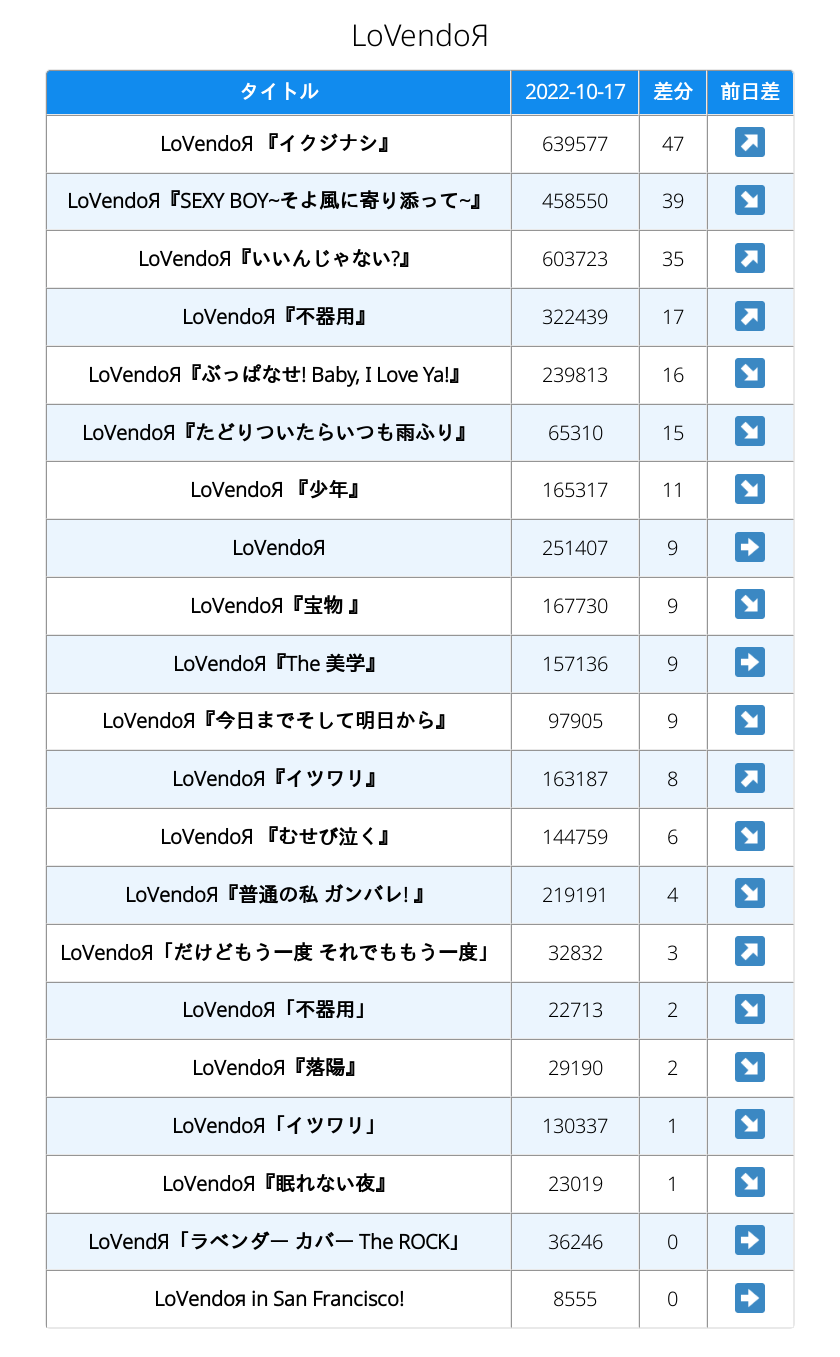 LoVendoЯ
タイトル 2022-10-17 差分 前日差
LoVendoЯ 『イクジナシ』 639577 47 ↗
LoVendoЯ『SEXY BOY~そよ風に寄り添って~』 458550 39 ↘
LoVendoЯ『いいんじゃない?』 603723 35 ↗
LoVendoЯ『不器用』 322439 17 ↗
LoVendoЯ『ぶっぱなせ! Baby, I Love Ya!』 239813 16 ↘
LoVendoЯ『たどりついたらいつも雨ふり』 65310 15 ↘
LoVendoЯ 『少年』 165317 11 ↘
LoVendoЯ 251407 9 ➡
LoVendoЯ『宝物 』 167730 9 ↘
LoVendoЯ『The 美学』 157136 9 ➡
LoVendoЯ『今日までそして明日から』 97905 9 ↘
LoVendoЯ『イツワリ』 163187 8 ↗
LoVendoЯ 『むせび泣く』 144759 6 ↘
LoVendoЯ『普通の私 ガンバレ! 』 219191 4 ↘
LoVendoЯ「だけどもう一度 それでももう一度」 32832 3 ↗
LoVendoЯ「不器用」 22713 2 ↘
LoVendoЯ『落陽』 29190 2 ↘
LoVendoЯ「イツワリ」 130337 1 ↘
LoVendoЯ『眠れない夜』 23019 1 ↘
LoVendЯ「ラベンダー カバー The ROCK」 36246 0 ➡
LoVendoя in San Francisco! 8555 0 ➡